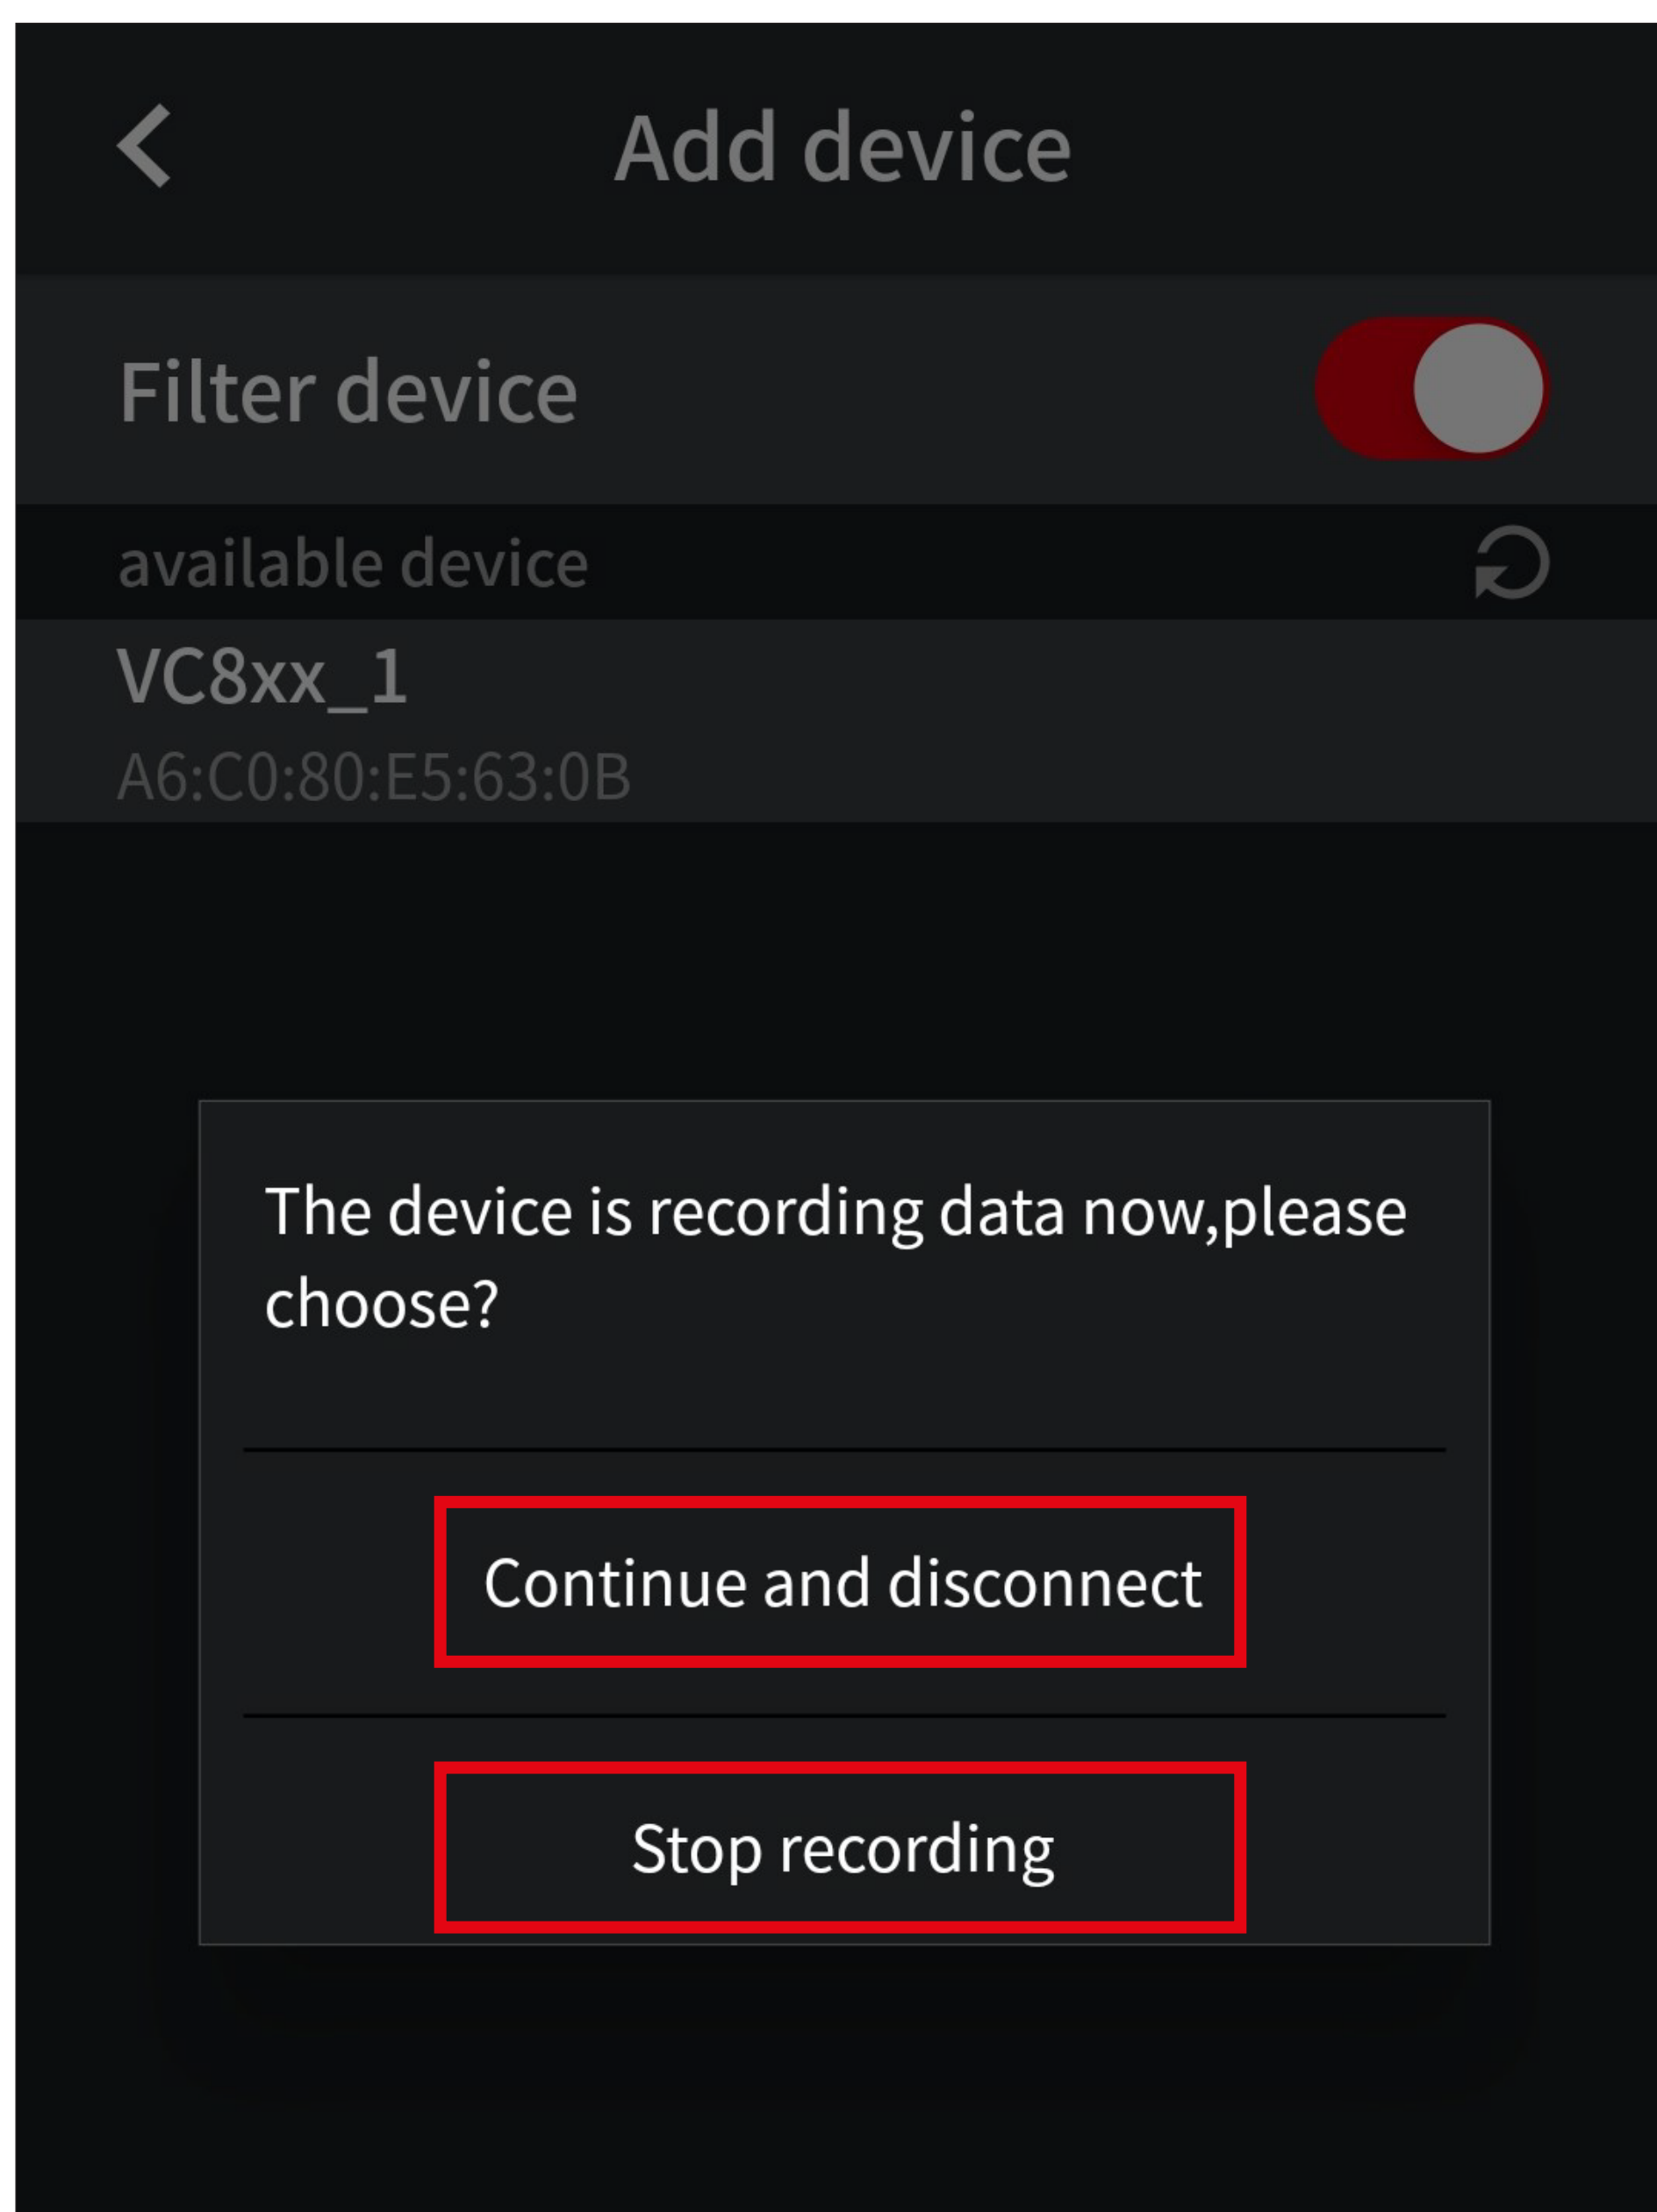 Add device
Filter device
available device
VC8xx_1
A6:C0:80:E5:63:0B
The device is recording data now,please
choose?
Continue and disconnect
Stop recording